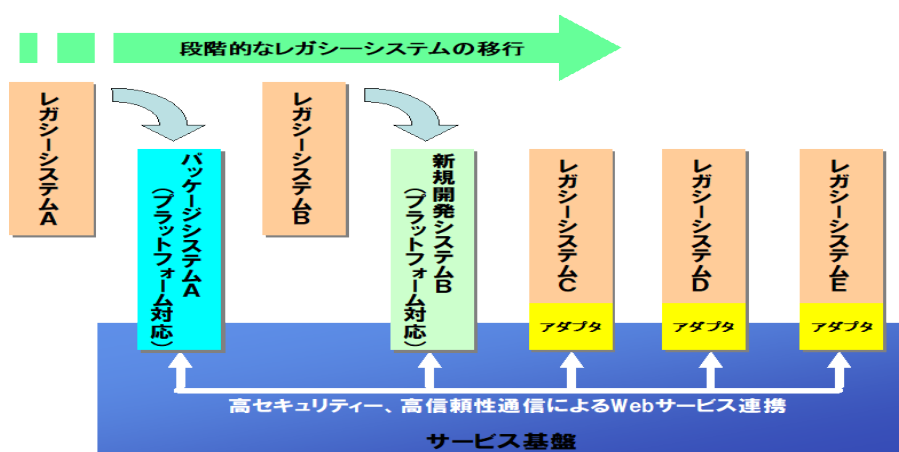 段階的なレガシーシステムの移行
レガシーシステムA
パッケージシステムA
（プラットフォーム対応）
レガシーシステムB
新規開発システムB
（プラットフォーム対応）
レガシーシステムC
レガシーシステムD
レガシーシステムE
アダプタ
アダプタ
アダプタ
高セキュリティー、高信頼性通信によるWebサービス連携
サービス基盤